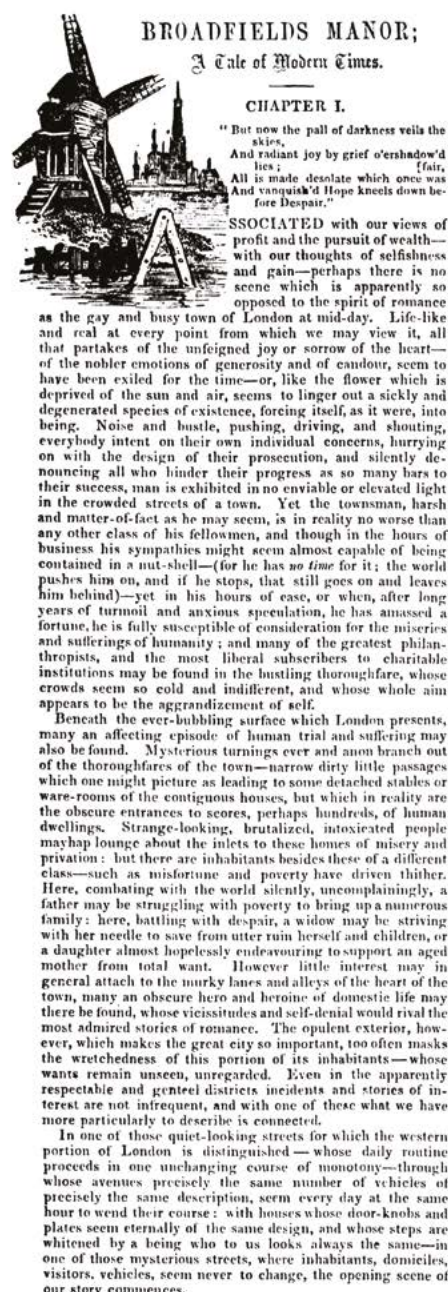 BROADFIELDS MANOR;
A Tale of Modern Times.
CHAPTER I.
"But now the pall of darkness veils the
skies,
And radiant joy by grief o'ershadow'd
lies; [fair,
All is made desolate which once was
And vanquish'd Hope kneels down be-
fore Despair."
ASSOCIATED with our views of
profit and the pursuit of wealth—
with our thoughts of selfishness
and gain—perhaps there is no
scene which is apparently so
opposed to the spirit of romance
as the gay and busy town of London at mid-day. Life-like
and real at every point from which we may view it, all
that partakes of the unfeigned joy or sorrow of the heart—
of the nobler emotions of generosity and of candour, seem to
have been exiled for the time—or, like the flower which is
deprived of the sun and air, seems to linger out a sickly and
degenerated species of existence, forcing itself, as it were, into
being. Noise and bustle, pushing, driving, and shouting,
everybody intent on their own individual concerns, hurrying
on with the design of their prosecution, and silently de-
nouncing all who hinder their progress as so many bars to
their success, man is exhibited in no enviable or elevated light
in the crowded streets of a town. Yet the townsman, harsh
and matter-of-fact as he may seem, is in reality no worse than
any other class of his fellowmen, and though in the hours of
business his sympathies might seem almost capable of being
contained in a nut-shell—(for he has no time for it; the world
pushes him on, and if he stops, that still goes on and leaves
him behind)—yet in his hours of ease, or when, after long
years of turmoil and anxious speculation, he has amassed a
fortune, he is fully susceptible of consideration for the miseries
and sufferings of humanity; and many of the greatest philan-
thropists, and the most liberal subscribers to charitable
institutions may be found in the bustling thoroughfare, whose
crowds seem so cold and indifferent, and whose whole aim
appears to be the aggrandizement of self.
Beneath the ever-bubbling surface which London presents,
many an affecting episode of human trial and suffering may
also be found. Mysterious turnings ever and anon branch out
of the thoroughfares of the town—narrow dirty little passages
which one might picture as leading to some detached stables or
ware-rooms of the contiguous houses, but which in reality are
the obscure entrances to scores, perhaps hundreds, of human
dwellings. Strange-looking, brutalized, intoxicated people
mayhap lounge about the inlets to these homes of misery and
privation: but there are inhabitants besides these of a different
class—such as misfortune and poverty have driven thither.
Here, combating with the world silently, uncomplainingly, a
father may be struggling with poverty to bring up a numerous
family: here, battling with despair, a widow may be striving
with her needle to save from utter ruin herself and children, or
a daughter almost hopelessly endeavouring to support an aged
mother from total want. However little interest may in
general attach to the murky lanes and alleys of the heart of the
town, many an obscure hero and heroine of domestic life may
there be found, whose vicissitudes and self-denial would rival the
most admired stories of romance. The opulent exterior, how-
ever, which makes the great city so important, too often masks
the wretchedness of this portion of its inhabitants—whose
wants remain unseen, unregarded. Even in the apparently
respectable and genteel districts incidents and stories of in-
terest are not infrequent, and with one of these what we have
more particularly to describe is connected.
In one of those quiet-looking streets for which the western
portion of London is distinguished—whose daily routine
proceeds in one unchanging course of monotony—through
whose avenues precisely the same number of vehicles of
precisely the same description, seem every day at the same
hour to wend their course: with houses whose door-knobs and
plates seem eternally of the same design, and whose steps are
whitened by a being who to us looks always the same—in
one of those mysterious streets, where inhabitants, domiciles,
visitors, vehicles, seem never to change, the opening scene of
our story commences.